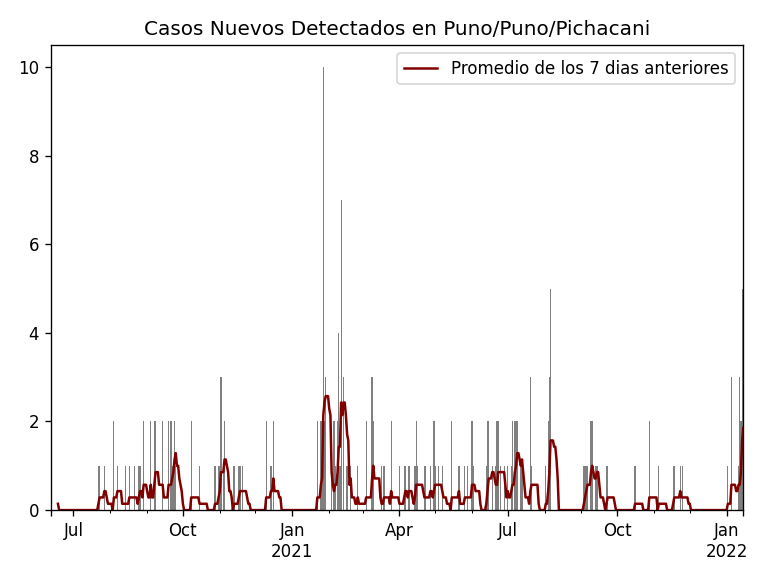 Casos Nuevos Detectados en Puno/Puno/Pichacani
Promedio de los 7 dias anteriores
10
8
6
4
2
0
Jul
Oct
Jan
2021
Apr
Jul
Oct
Jan
2022